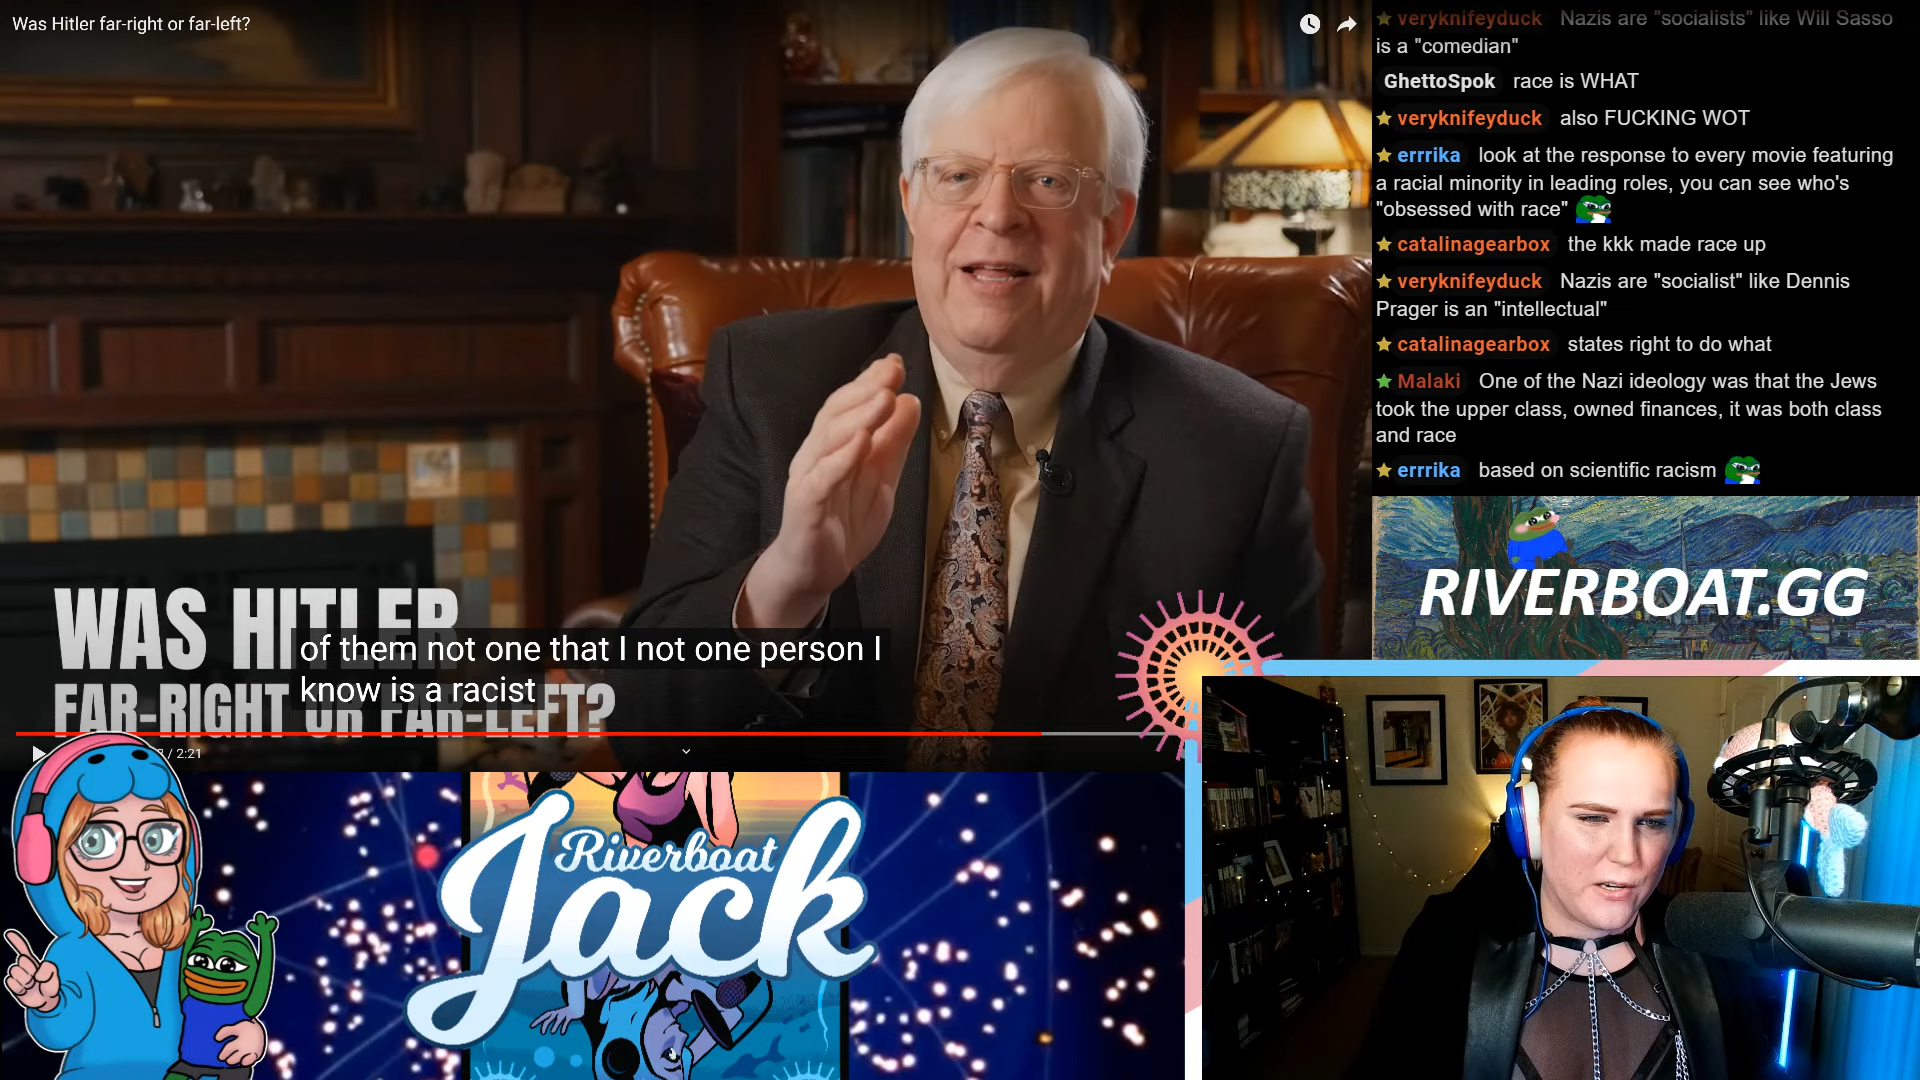 Was Hitler far-right or far-left?
WAS HITLER
FAR-RIGHT OR FAR-LEFT?
of them not one that I not one person I
know is a racist
/ 2:21
veryknifeyduck Nazis are "socialists" like Will Sasso
is a "comedian"
GhettoSpok race is WHAT
veryknifeyduck also FUCKING WOT
errrika look at the response to every movie featuring
a racial minority in leading roles, you can see who's
"obsessed with race"
catalinagearbox the kkk made race up
veryknifeyduck Nazis are "socialist" like Dennis
Prager is an "intellectual"
catalinagearbox states right to do what
Malaki One of the Nazi ideology was that the Jews
took the upper class, owned finances, it was both class
and race
errrika based on scientific racism
RIVERBOAT.GG
Riverboat
Jack